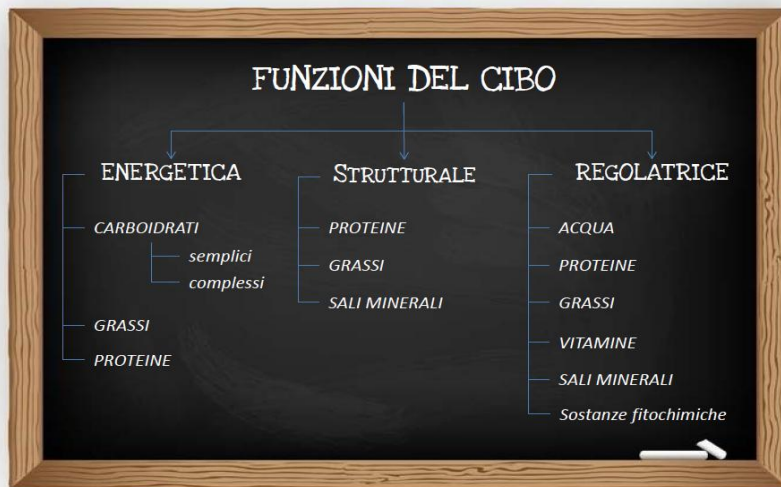 FUNZIONI DEL CIBO
ENERGETICA
CARBOIDRATI
semplici
complessi
GRASSI
PROTEINE
STRUTTURALE
PROTEINE
GRASSI
SALI MINERALI
REGOLATRICE
ACQUA
PROTEINE
GRASSI
VITAMINE
SALI MINERALI
Sostanze fitochimiche